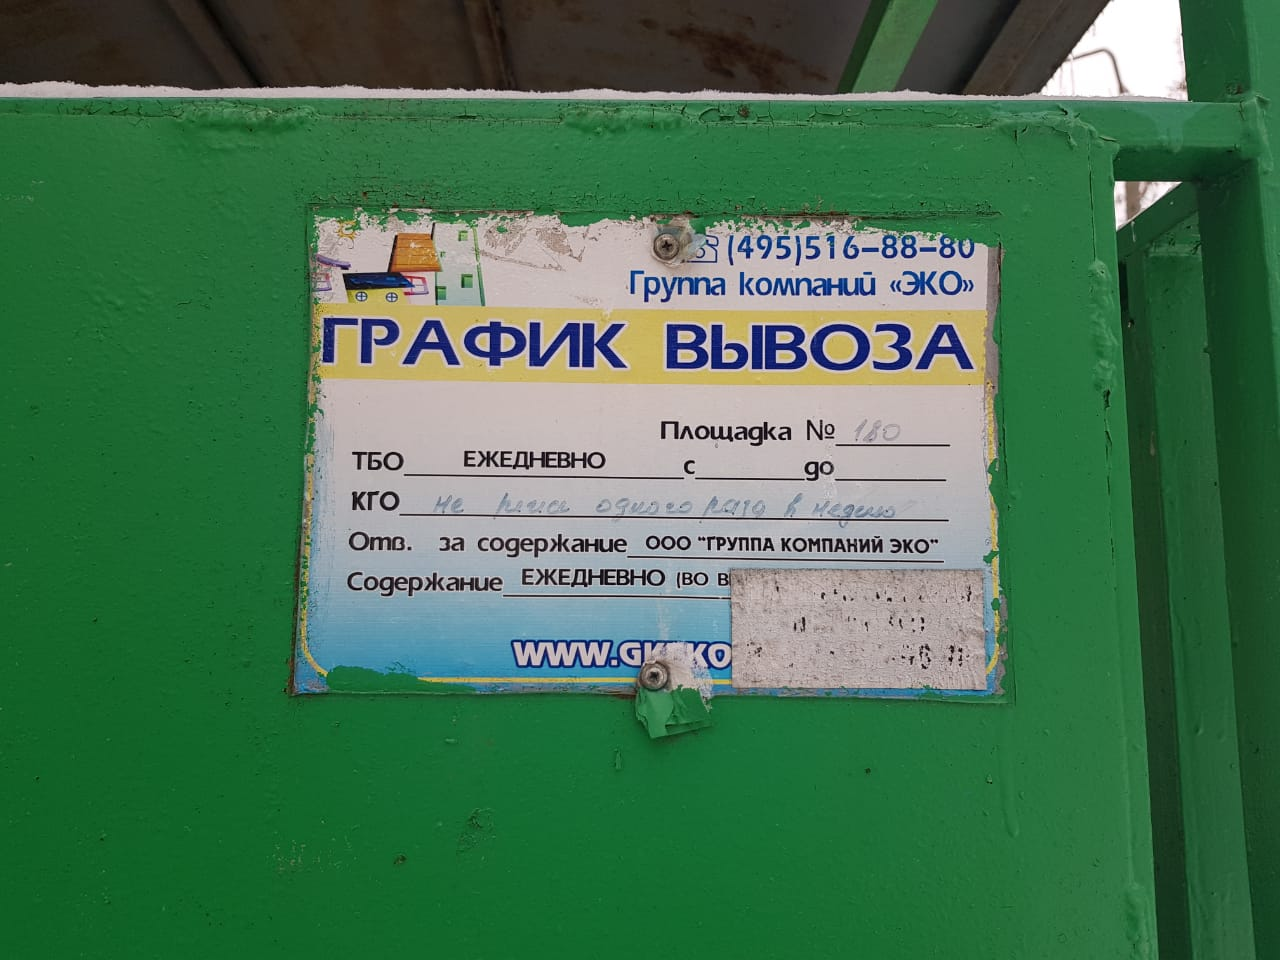 (495)516-88-80
Группа компаний «ЭКО»
ГРАФИК ВЫВОЗА
Площадка № 180
ТБО ЕЖЕДНЕВНО с до
КГО не реже одного раза в неделю
Отв. за содержание ООО "ГРУППА КОМПАНИЙ ЭКО"
Содержание ЕЖЕДНЕВНО (ВО В
WWW.GKEKO